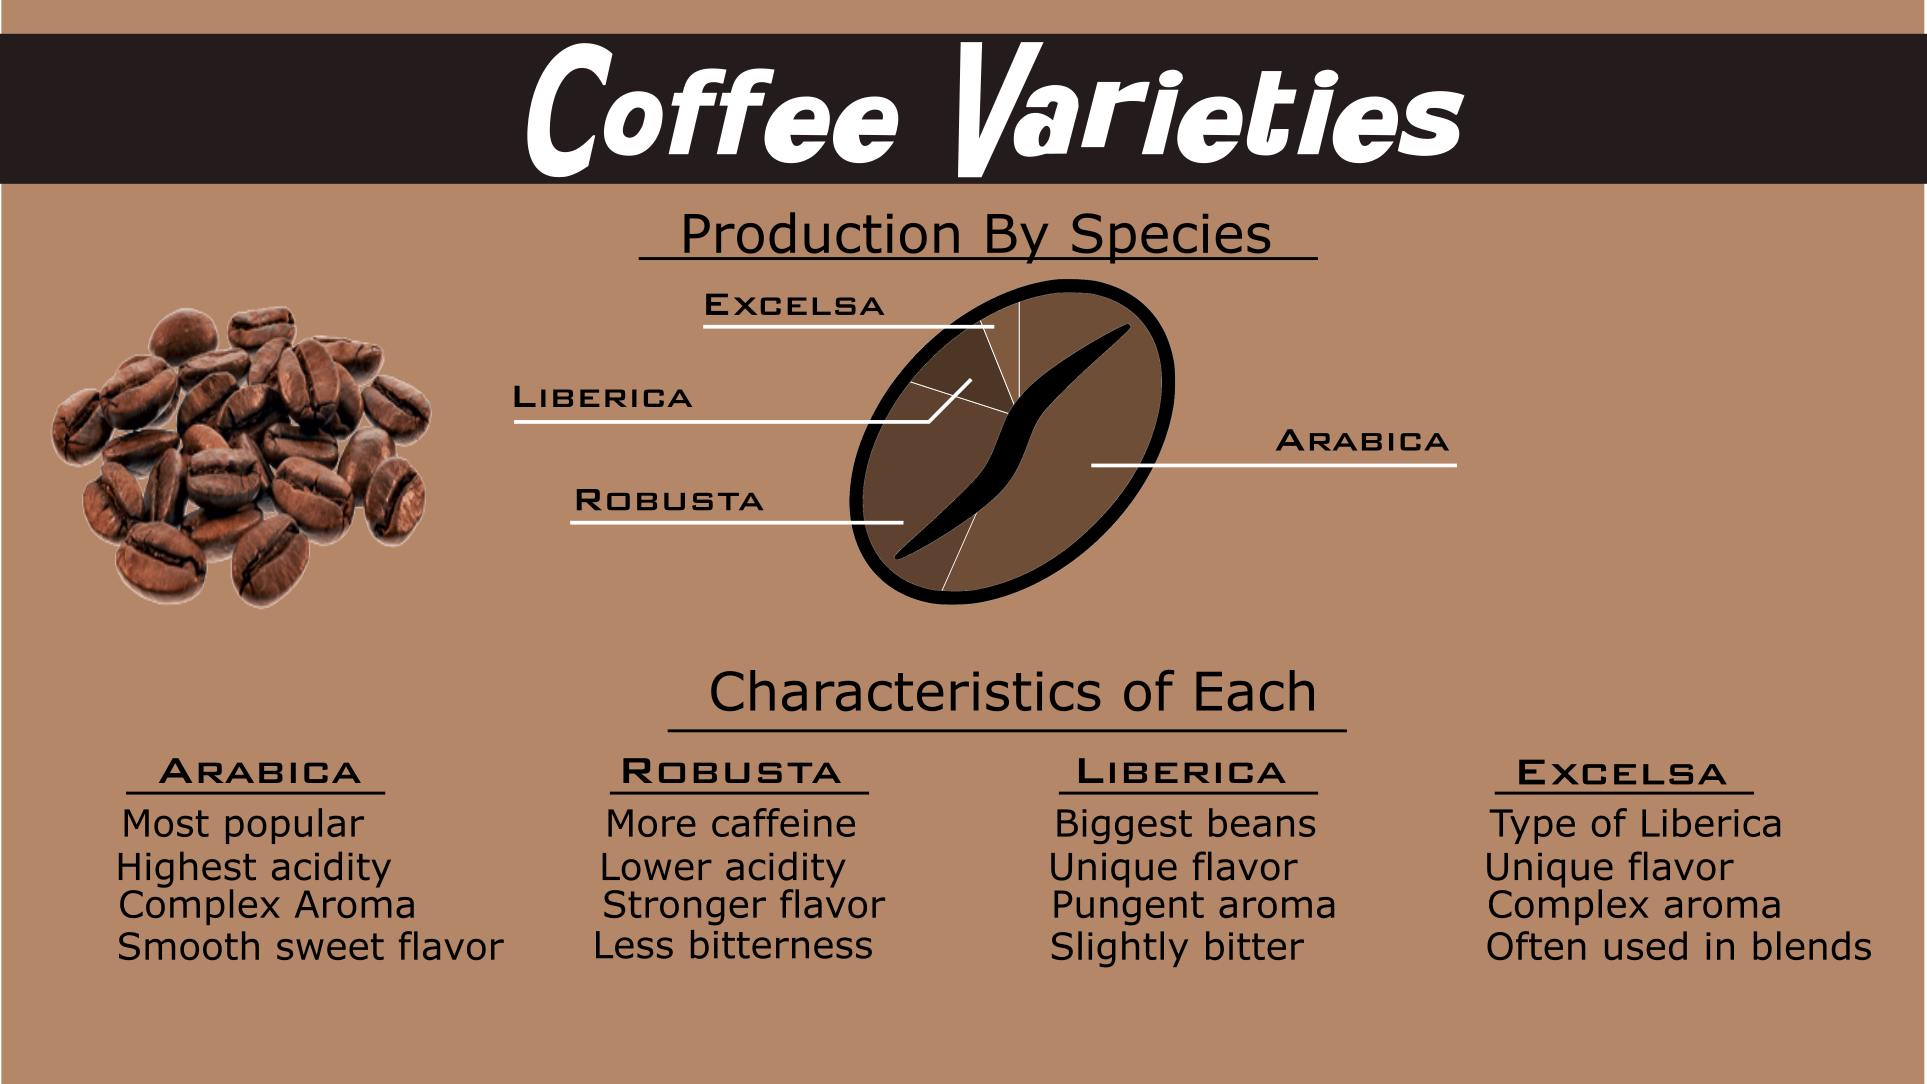 Coffee Varieties
Production By Species
Excelsa
Liberica
Arabica
Robusta
Characteristics of Each
Arabica
Most popular
Highest acidity
Complex Aroma
Smooth sweet flavor
Robusta
More caffeine
Lower acidity
Stronger flavor
Less bitterness
Liberica
Biggest beans
Unique flavor
Pungent aroma
Slightly bitter
Excelsa
Type of Liberica
Unique flavor
Complex aroma
Often used in blends